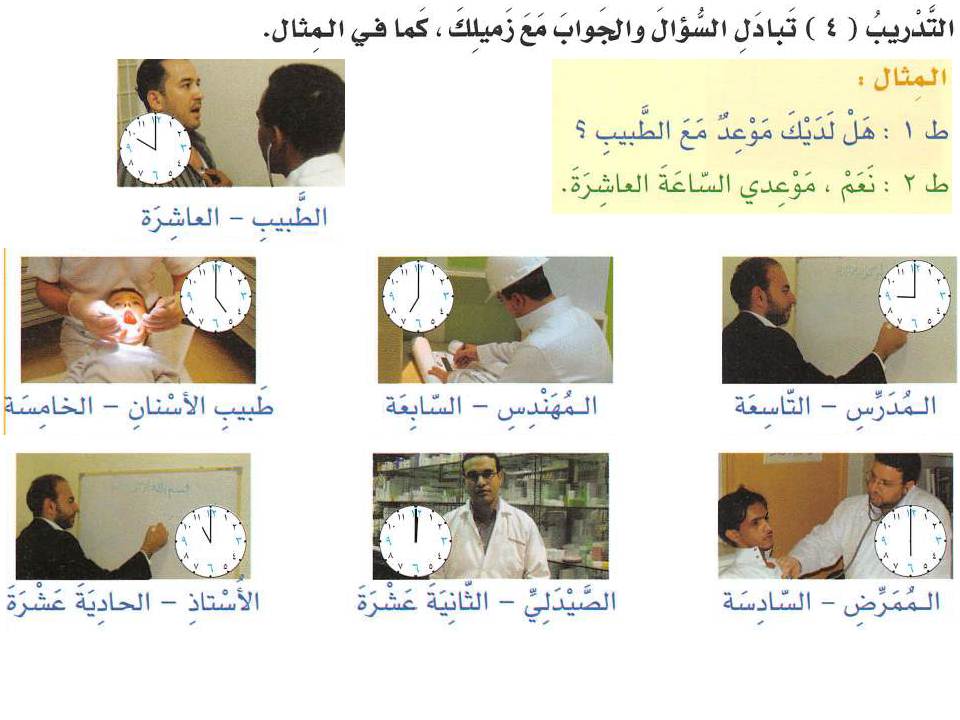 التَّدْريبُ ( ٤ ) تَبادَلِ السُّؤالَ والجَوابَ مَعَ زَميلِكَ ، كَما في المِثال.
المِثال :
ط ١ : هَلْ لَدَيْكَ مَوْعِدٌ مَعَ الطَّبيبِ ؟
ط ٢ : نَعَمْ ، مَوْعِدي السّاعَةَ العاشِرَة.
الطَّبيبِ – العاشِرَة
المُدَرِّسِ – التّاسِعَة
المُهَنْدِسِ – السّابِعَة
طَبيبِ الأسْنانِ – الخامِسَة
المُمَرِّضِ – السّادِسَة
الصَّيْدَلِيِّ – الثّانِيَةَ عَشْرَةَ
الأُسْتاذِ – الحادِيَةَ عَشْرَةَ